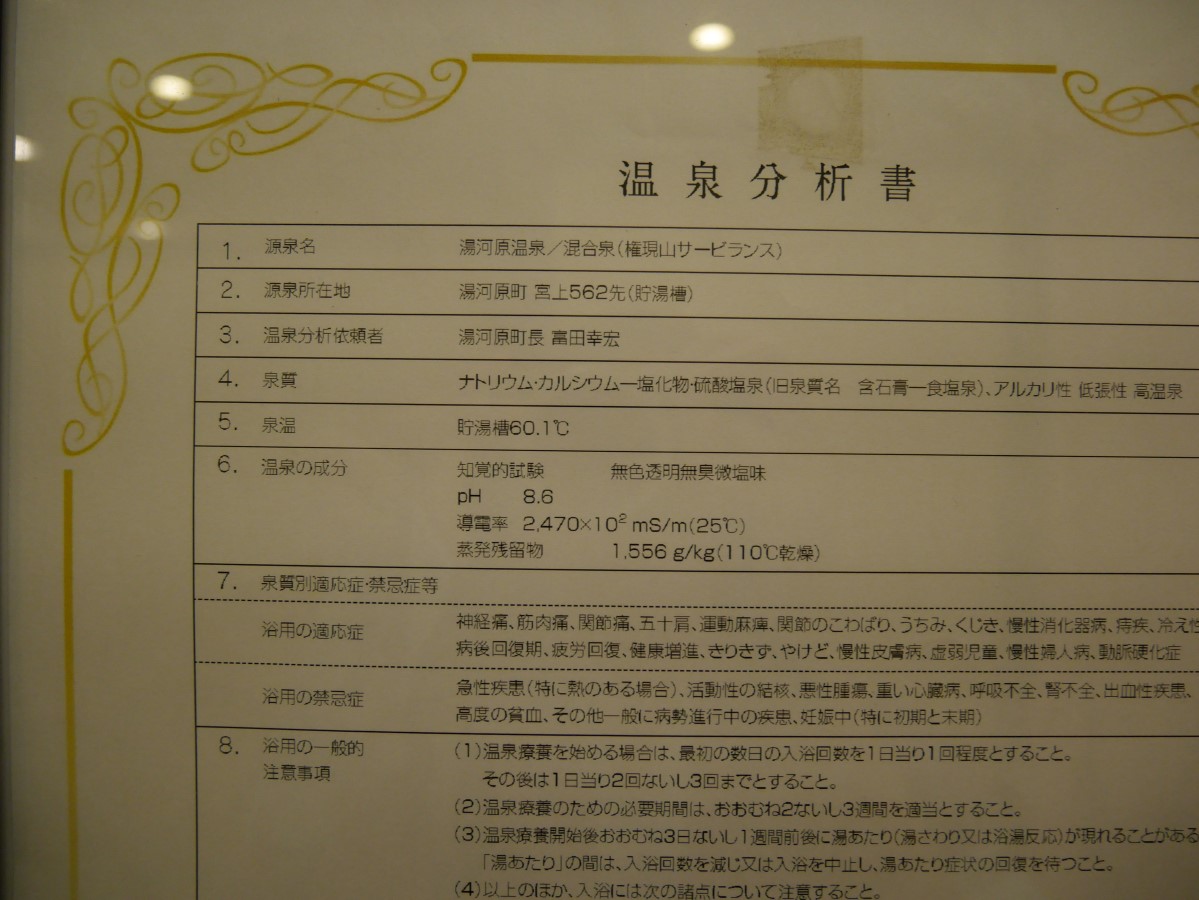 温泉分析書
1. 源泉名 湯河原温泉／混合泉(権現山サービランス)
2. 源泉所在地 湯河原町 宮上562先(貯湯槽)
3. 温泉分析依頼者 湯河原町長 富田幸宏
4. 泉質 ナトリウム・カルシウム―塩化物・硫酸塩泉(旧泉質名　含石膏―食塩泉)、アルカリ性 低張性 高温泉
5. 泉温 貯湯槽60.1℃
6. 温泉の成分 知覚的試験 無色透明無臭微塩味
pH 8.6
導電率 2,470×10² mS/m(25℃)
蒸発残留物 1,556 g/kg(110℃乾燥)
7. 泉質別適応症・禁忌症等
浴用の適応症 神経痛、筋肉痛、関節痛、五十肩、運動麻痺、関節のこわばり、うちみ、くじき、慢性消化器病、痔疾、冷え性
病後回復期、疲労回復、健康増進、きりきず、やけど、慢性皮膚病、虚弱児童、慢性婦人病、動脈硬化症
浴用の禁忌症 急性疾患(特に熱のある場合)、活動性の結核、悪性腫瘍、重い心臓病、呼吸不全、腎不全、出血性疾患、
高度の貧血、その他一般に病勢進行中の疾患、妊娠中(特に初期と末期)
8. 浴用の一般的 (1)温泉療養を始める場合は、最初の数日の入浴回数を1日当り1回程度とすること。
注意事項 その後は1日当り2回ないし3回までとすること。
(2)温泉療養のための必要期間は、おおむね2ないし3週間を適当とすること。
(3)温泉療養開始後おおむね3日ないし1週間前後に湯あたり(湯さわり又は浴湯反応)が現れることがある
「湯あたり」の間は、入浴回数を減じ又は入浴を中止し、湯あたり症状の回復を待つこと。
(4)以上のほか、入浴には次の諸点について注意すること。